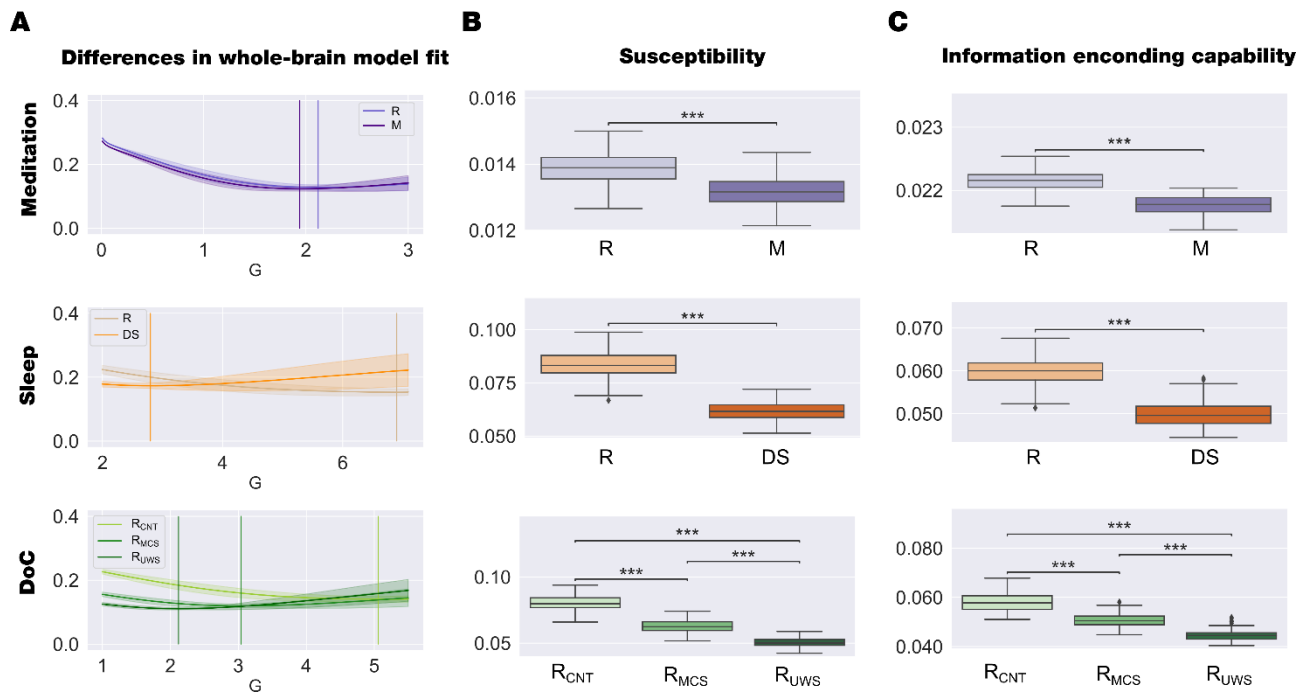 A
B
C
Differences in whole-brain model fit
Susceptibility
Information enconding capability
Meditation
0.4
0.2
0.0
0
1
2
3
G
R
M
0.016
0.014
0.012
***
R
M
0.023
0.022
***
R
M
Sleep
0.4
0.2
0.0
2
4
6
G
R
DS
0.100
0.075
0.050
***
R
DS
0.070
0.060
0.050
***
R
DS
DoC
0.4
0.2
0.0
1
2
3
4
5
G
RCNT
RMCS
RUWS
0.10
0.05
***
***
***
RCNT
RMCS
RUWS
0.080
0.060
0.040
***
***
***
RCNT
RMCS
RUWS